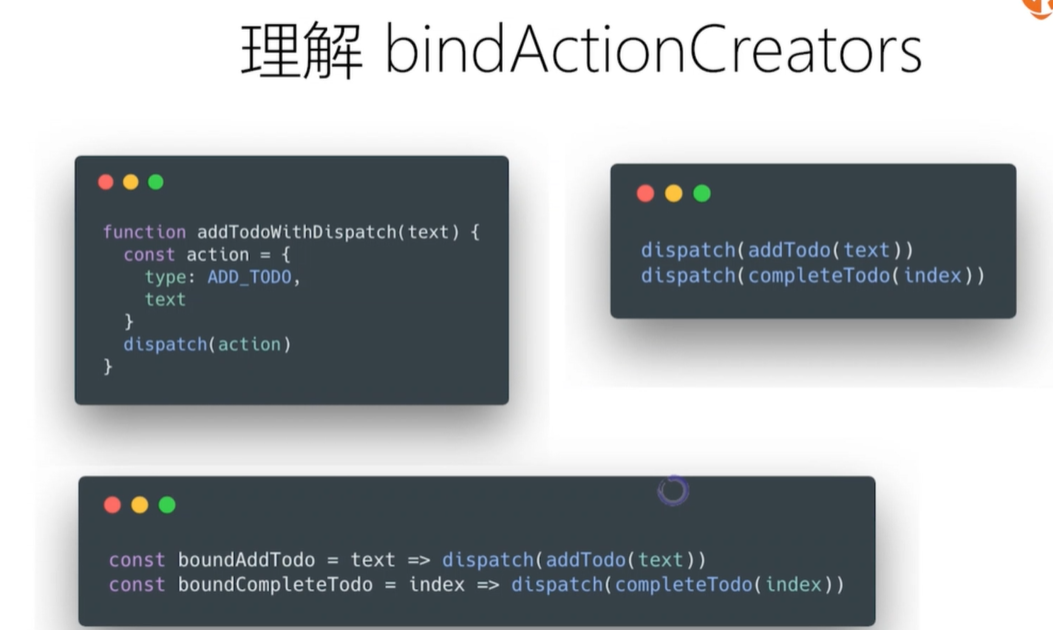 理解 bindActionCreators
function addTodoWithDispatch(text) {
  const action = {
    type: ADD_TODO,
    text
  }
  dispatch(action)
}
dispatch(addTodo(text))
dispatch(completeTodo(index))
const boundAddTodo = text => dispatch(addTodo(text))
const boundCompleteTodo = index => dispatch(completeTodo(index))